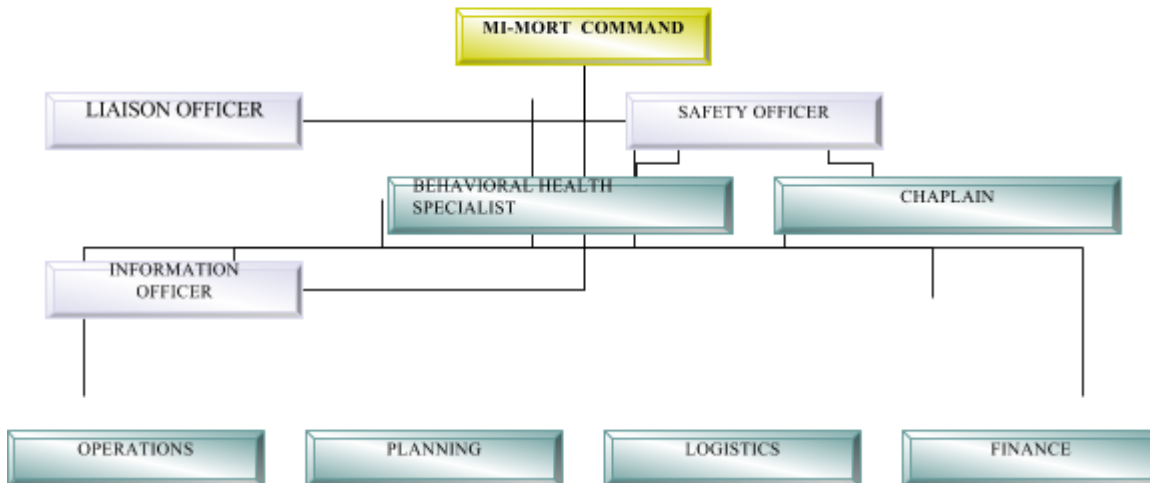 MI-MORT COMMAND
LIAISON OFFICER
SAFETY OFFICER
BEHAVIORAL HEALTH
SPECIALIST
CHAPLAIN
INFORMATION
OFFICER
OPERATIONS
PLANNING
LOGISTICS
FINANCE